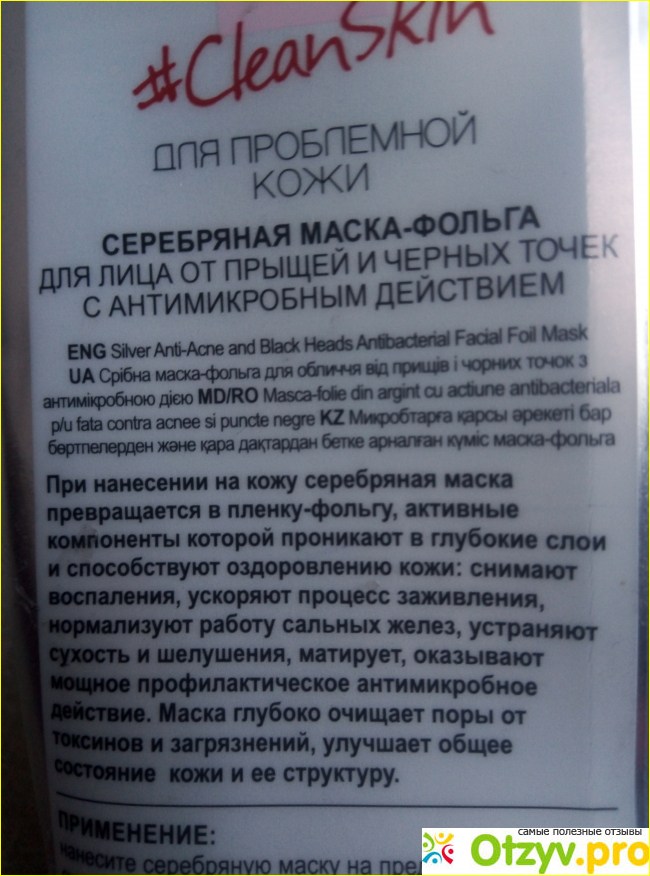 #CleanSkin
ДЛЯ ПРОБЛЕМНОЙ
КОЖИ
СЕРЕБРЯНАЯ МАСКА-ФОЛЬГА
ДЛЯ ЛИЦА ОТ ПРЫЩЕЙ И ЧЕРНЫХ ТОЧЕК
С АНТИМИКРОБНЫМ ДЕЙСТВИЕМ
ENG Silver Anti-Acne and Black Heads Antibacterial Facial Foil Mask
UA Срібна маска-фольга для обличчя від прищів і чорних точок з
антимікробною дією MD/RO Masca-folie din argint cu actiune antibacteriala
p/u fata contra acnee si puncte negre KZ Микробтарға қарсы әрекеті бар
бөртпелерден және қара дақтардан бетке арналған күміс маска-фольга
При нанесении на кожу серебряная маска
превращается в пленку-фольгу, активные
компоненты которой проникают в глубокие слои
и способствуют оздоровлению кожи: снимают
воспаления, ускоряют процесс заживления,
нормализуют работу сальных желез, устраняют
сухость и шелушения, матирует, оказывают
мощное профилактическое антимикробное
действие. Маска глубоко очищает поры от
токсинов и загрязнений, улучшает общее
состояние кожи и ее структуру.
ПРИМЕНЕНИЕ:
нанесите серебряную маску на
самые полезные отзывы
Otzyv.pro